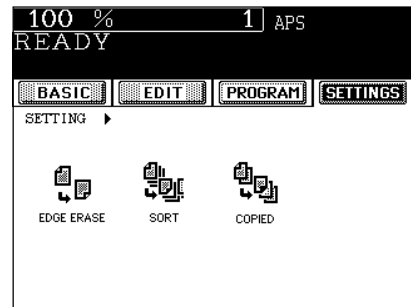 100 % 1 APS
READY
BASIC EDIT PROGRAM SETTINGS
SETTING
EDGE ERASE SORT COPIED